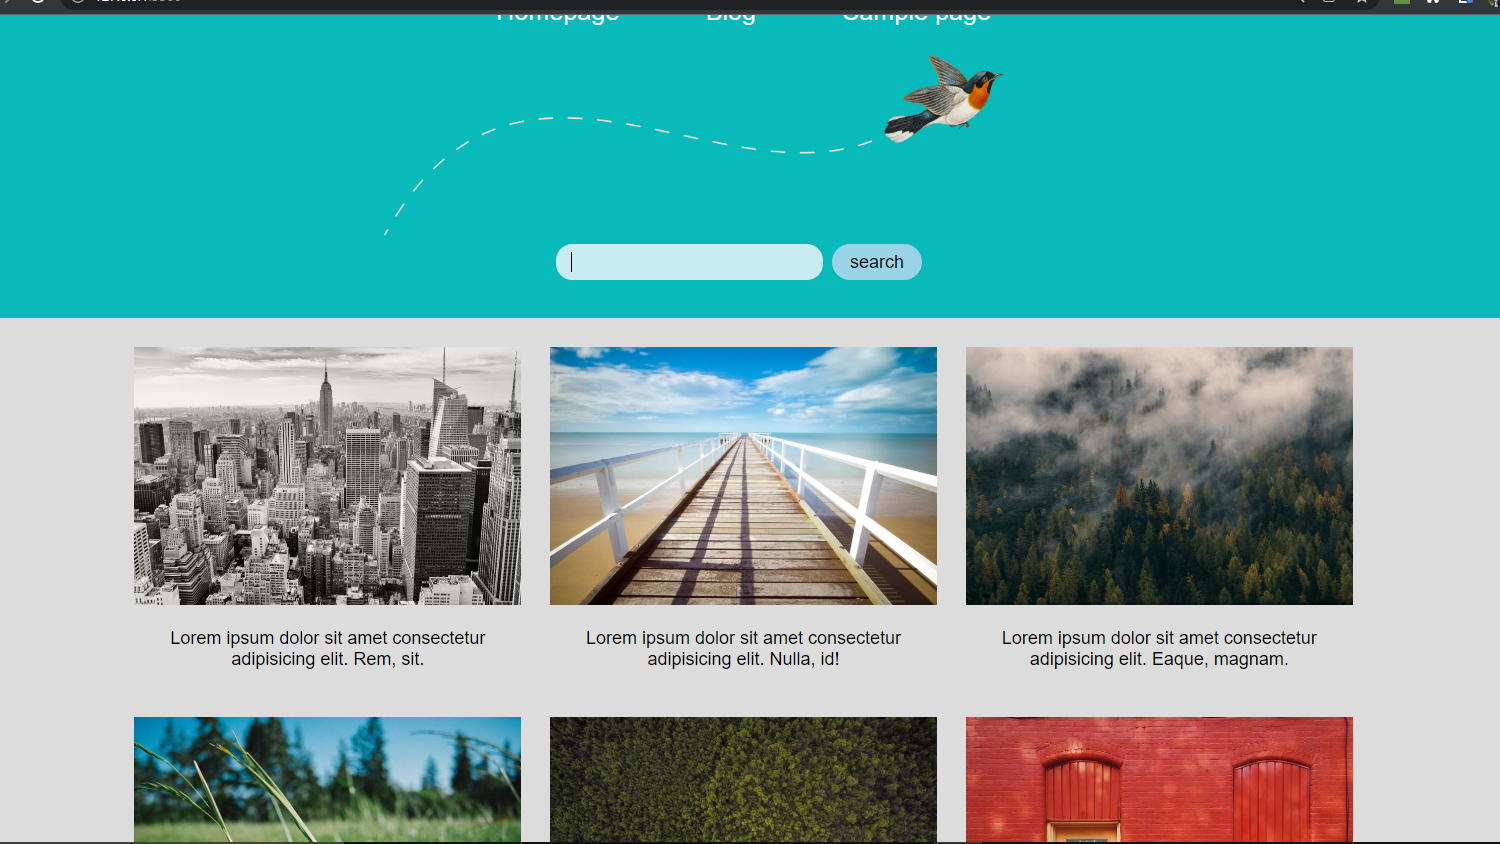 Homepage Blog Sample page
search
Lorem ipsum dolor sit amet consectetur
adipisicing elit. Rem, sit.
Lorem ipsum dolor sit amet consectetur
adipisicing elit. Nulla, id!
Lorem ipsum dolor sit amet consectetur
adipisicing elit. Eaque, magnam.